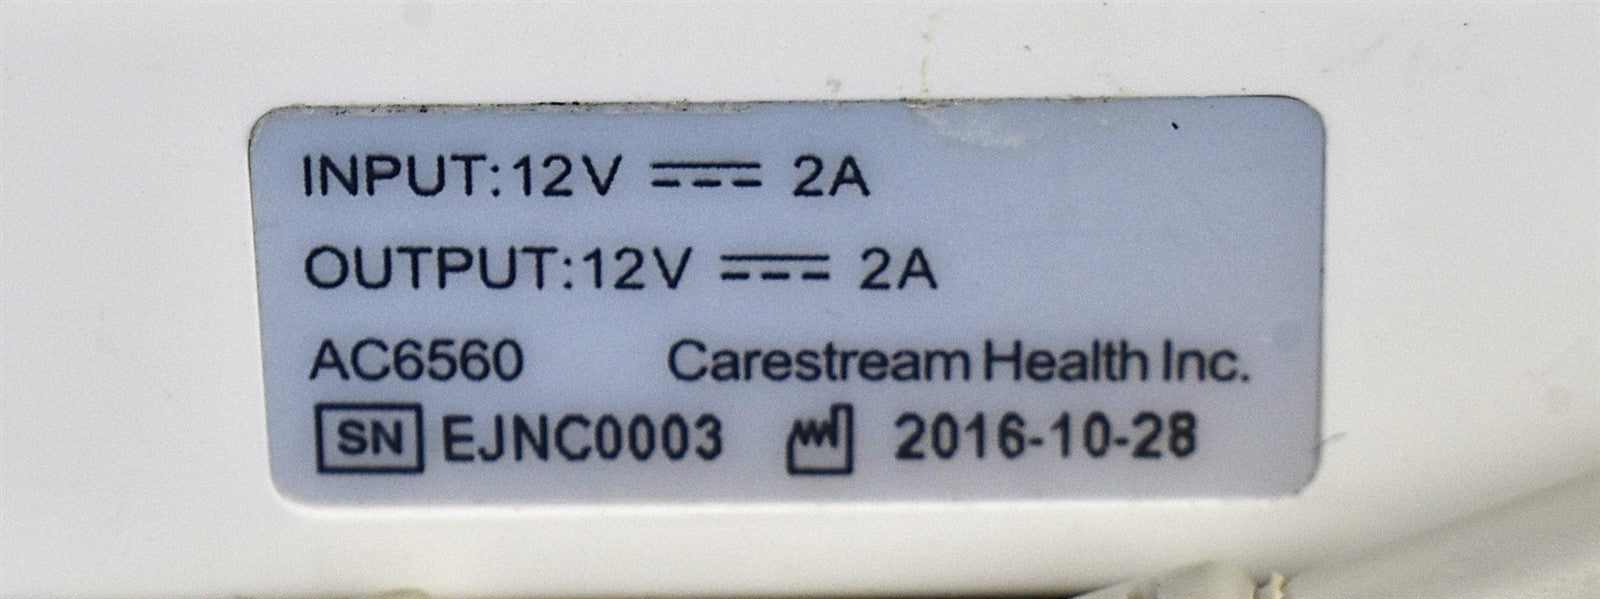 INPUT:12V ⎓ 2A
OUTPUT:12V ⎓ 2A
AC6560 Carestream Health Inc.
SN EJNC0003 2016-10-28